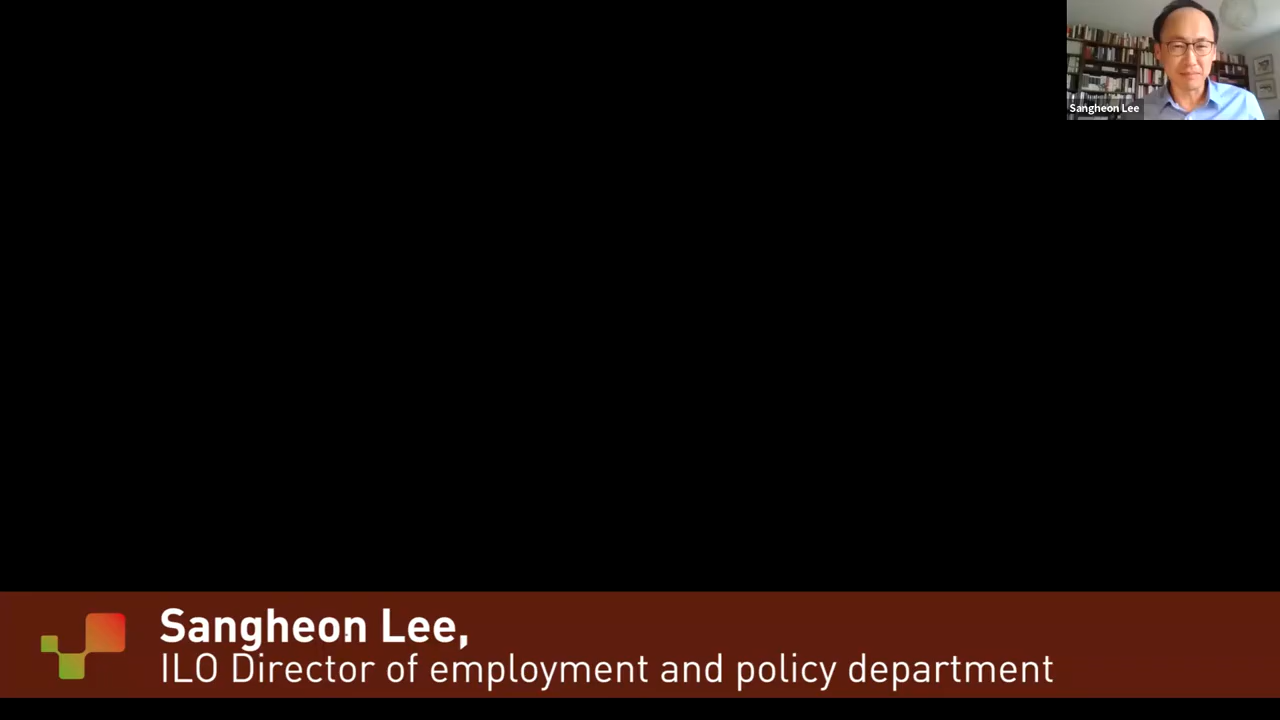 Sangheon Lee
Sangheon Lee,
ILO Director of employment and policy department